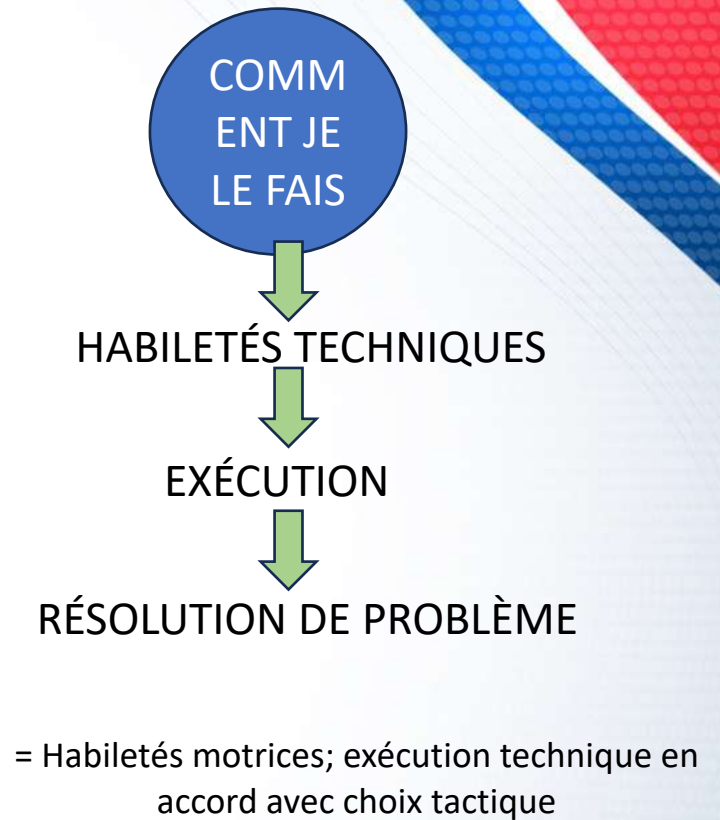 COMM
ENT JE
LE FAIS
HABILETÉS TECHNIQUES
EXÉCUTION
RÉSOLUTION DE PROBLÈME
= Habiletés motrices; exécution technique en
accord avec choix tactique